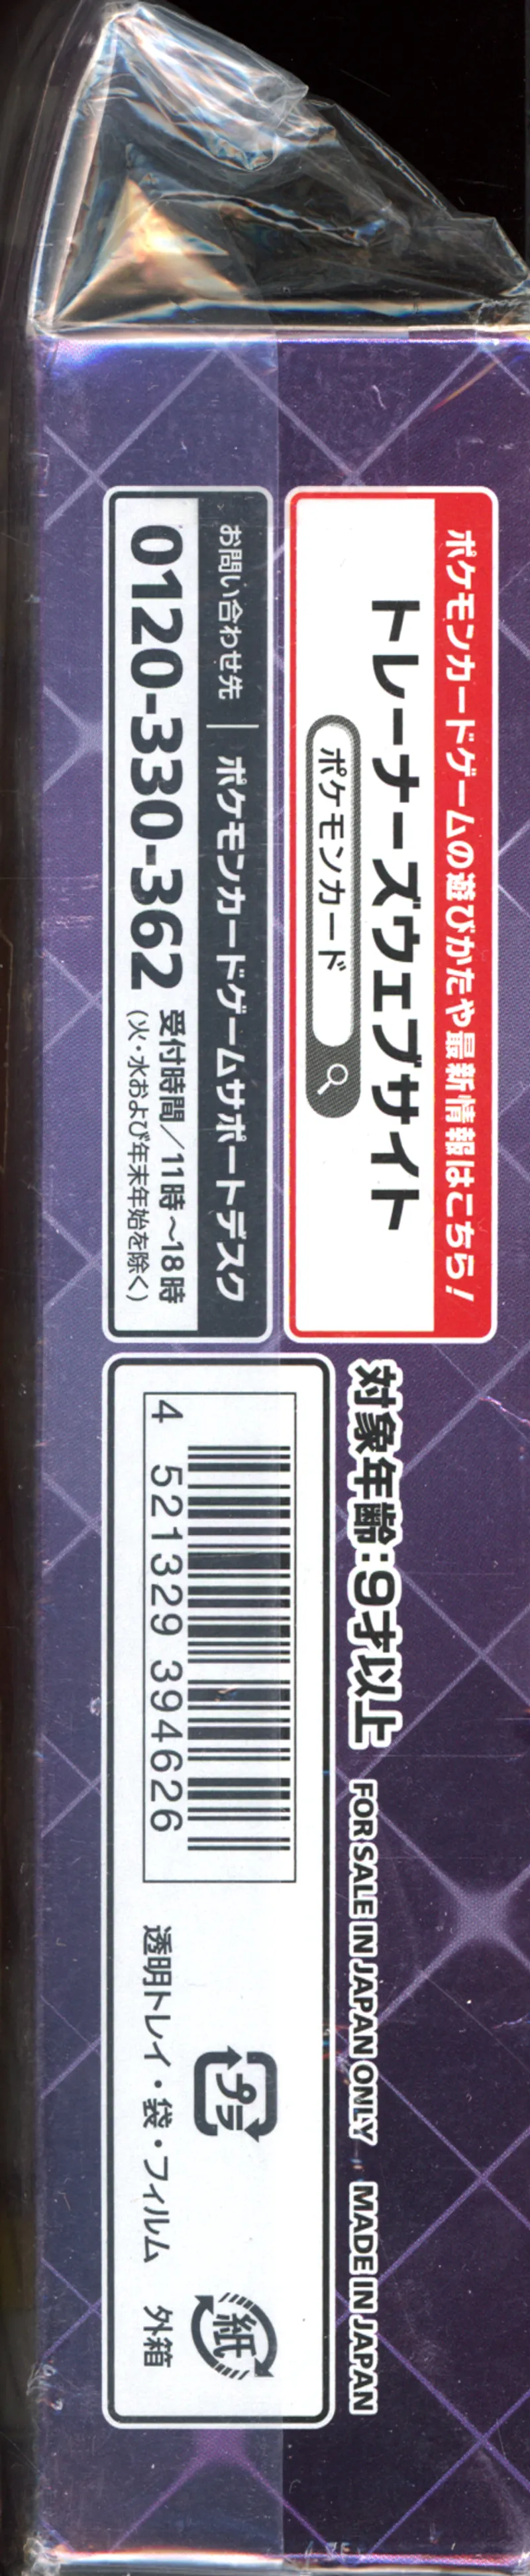 ポケモンカードゲームの遊びかたや最新情報はこちら!
トレーナーズウェブサイト
ポケモンカード
お問い合わせ先 | ポケモンカードゲームサポートデスク
0120-330-362
受付時間/11時~18時
(火・水および年末年始を除く)
対象年齢:9才以上 FOR SALE IN JAPAN ONLY MADE IN JAPAN
4 521329 394626
プラ
透明トレイ・袋・フィルム
紙
外箱